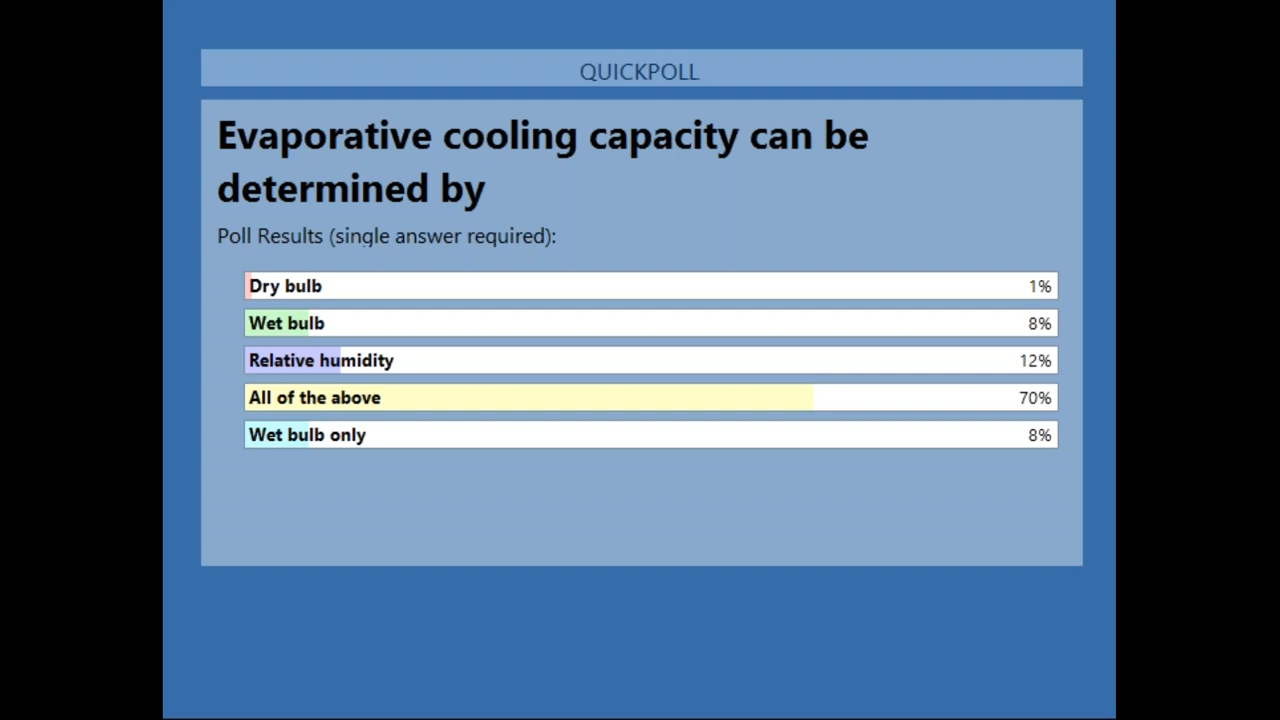 QUICKPOLL
Evaporative cooling capacity can be
determined by
Poll Results (single answer required):
Dry bulb 1%
Wet bulb 8%
Relative humidity 12%
All of the above 70%
Wet bulb only 8%